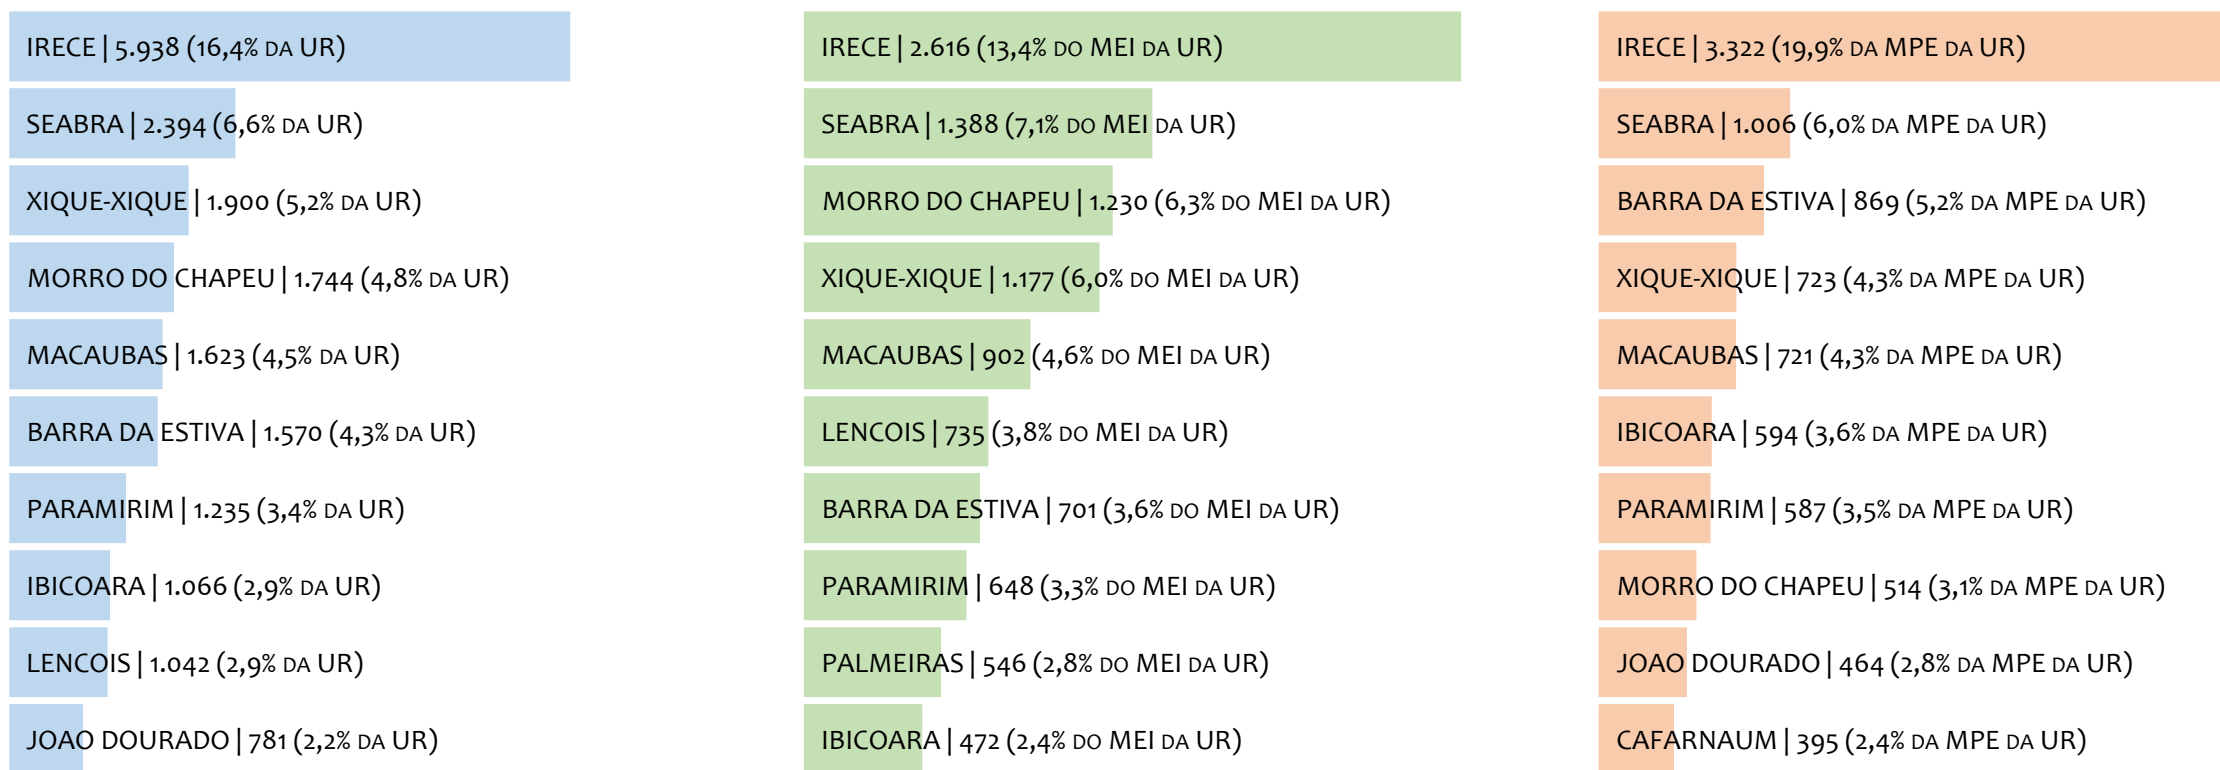 IRECE | 5.938 (16,4% DA UR)
SEABRA | 2.394 (6,6% DA UR)
XIQUE-XIQUE | 1.900 (5,2% DA UR)
MORRO DO CHAPEU | 1.744 (4,8% DA UR)
MACAUBAS | 1.623 (4,5% DA UR)
BARRA DA ESTIVA | 1.570 (4,3% DA UR)
PARAMIRIM | 1.235 (3,4% DA UR)
IBICOARA | 1.066 (2,9% DA UR)
LENCOIS | 1.042 (2,9% DA UR)
JOAO DOURADO | 781 (2,2% DA UR)
IRECE | 2.616 (13,4% DO MEI DA UR)
SEABRA | 1.388 (7,1% DO MEI DA UR)
MORRO DO CHAPEU | 1.230 (6,3% DO MEI DA UR)
XIQUE-XIQUE | 1.177 (6,0% DO MEI DA UR)
MACAUBAS | 902 (4,6% DO MEI DA UR)
LENCOIS | 735 (3,8% DO MEI DA UR)
BARRA DA ESTIVA | 701 (3,6% DO MEI DA UR)
PARAMIRIM | 648 (3,3% DO MEI DA UR)
PALMEIRAS | 546 (2,8% DO MEI DA UR)
IBICOARA | 472 (2,4% DO MEI DA UR)
IRECE | 3.322 (19,9% DA MPE DA UR)
SEABRA | 1.006 (6,0% DA MPE DA UR)
BARRA DA ESTIVA | 869 (5,2% DA MPE DA UR)
XIQUE-XIQUE | 723 (4,3% DA MPE DA UR)
MACAUBAS | 721 (4,3% DA MPE DA UR)
IBICOARA | 594 (3,6% DA MPE DA UR)
PARAMIRIM | 587 (3,5% DA MPE DA UR)
MORRO DO CHAPEU | 514 (3,1% DA MPE DA UR)
JOAO DOURADO | 464 (2,8% DA MPE DA UR)
CAFARNAUM | 395 (2,4% DA MPE DA UR)